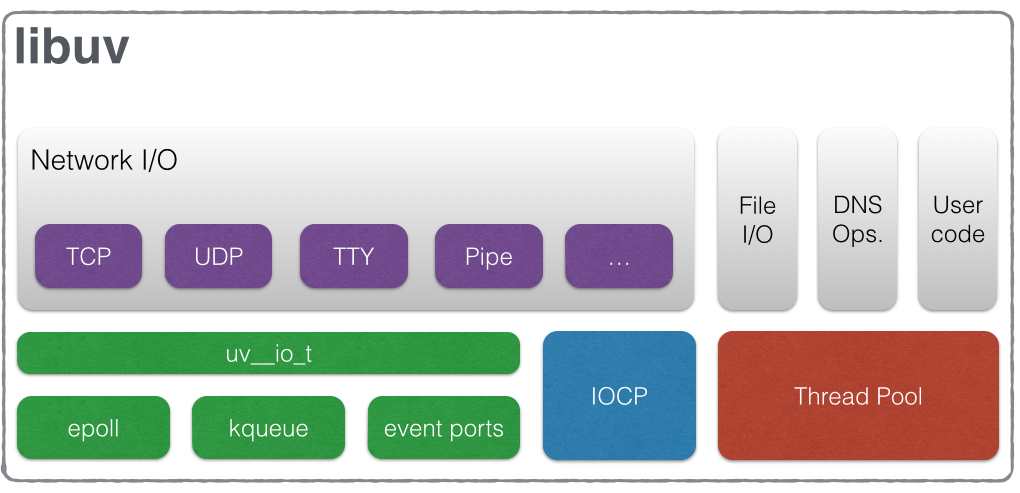 libuv
Network I/O
TCP
UDP
TTY
Pipe
...
File
I/O
DNS
Ops.
User
code
uv__io_t
epoll
kqueue
event ports
IOCP
Thread Pool